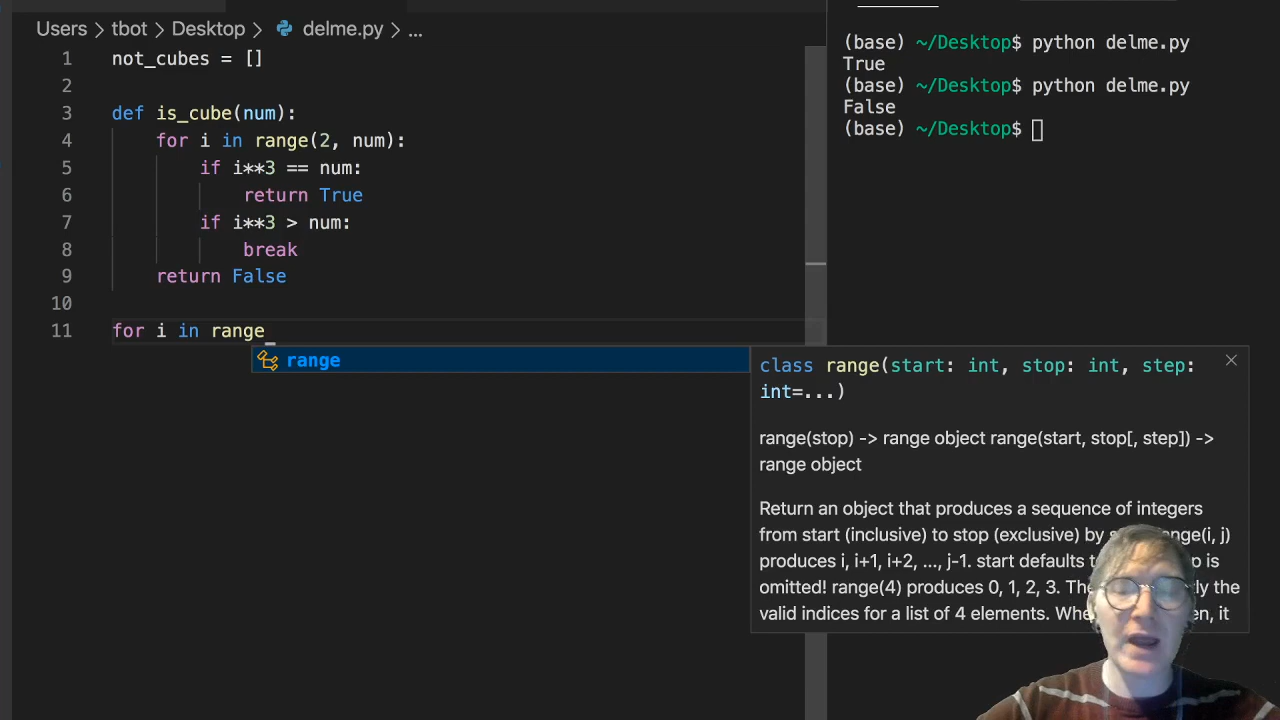 Users > tbot > Desktop > delme.py > ...
1 not_cubes = []
2
3 def is_cube(num):
4 for i in range(2, num):
5 if i**3 == num:
6 return True
7 if i**3 > num:
8 break
9 return False
10
11 for i in range
range
class range(start: int, stop: int, step:
int=...)
range(stop) -> range object range(start, stop[, step]) ->
range object
Return an object that produces a sequence of integers
from start (inclusive) to stop (exclusive) by range(i, j)
produces i, i+1, i+2, ..., j-1. start defaults is
omitted! range(4) produces 0, 1, 2, 3. the
valid indices for a list of 4 elements. it
(base) ~/Desktop$ python delme.py
True
(base) ~/Desktop$ python delme.py
False
(base) ~/Desktop$